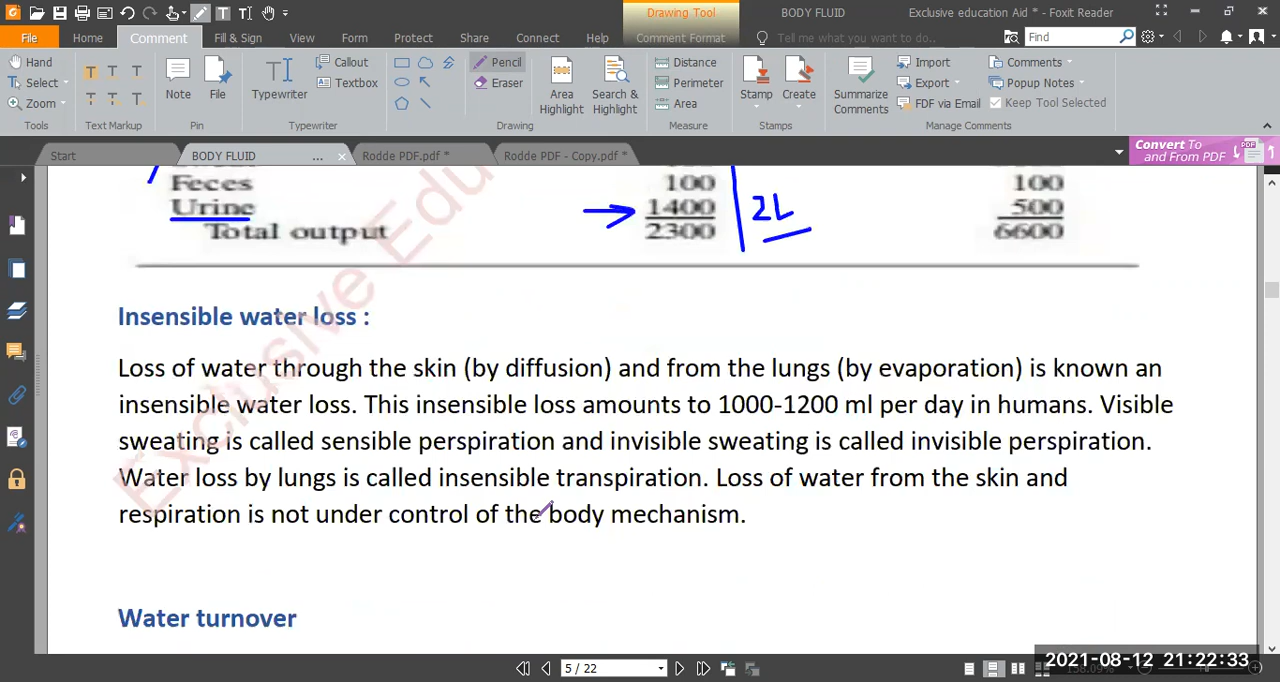 Drawing Tool
BODY FLUID
Exclusive education Aid * - Foxit Reader
File Home Comment Fill & Sign View Form Protect Share Connect Help Comment Format Tell me what you want to do.. Find
Hand
Select
Zoom
Tools
Text Markup
Note
File
Pin
Typewriter
Callout
Textbox
Typewriter
Pencil
Eraser
Drawing
Area Highlight
Search & Highlight
Distance
Perimeter
Area
Measure
Stamp
Create
Stamps
Summarize Comments
Import
Export
FDF via Email
Comments
Popup Notes
Keep Tool Selected
Manage Comments
Start BODY FLUID ... Rodde PDF.pdf * Rodde PDF - Copy.pdf *
Convert To
and From PDF
PDF
Feces 100 100
Urine 1400 2L 500
Total output 2300 6600
Exclusive Edu
Insensible water loss :
Loss of water through the skin (by diffusion) and from the lungs (by evaporation) is known an
insensible water loss. This insensible loss amounts to 1000-1200 ml per day in humans. Visible
sweating is called sensible perspiration and invisible sweating is called invisible perspiration.
Water loss by lungs is called insensible transpiration. Loss of water from the skin and
respiration is not under control of the body mechanism.
Water turnover
5 / 22
2021-08-12 21:22:33